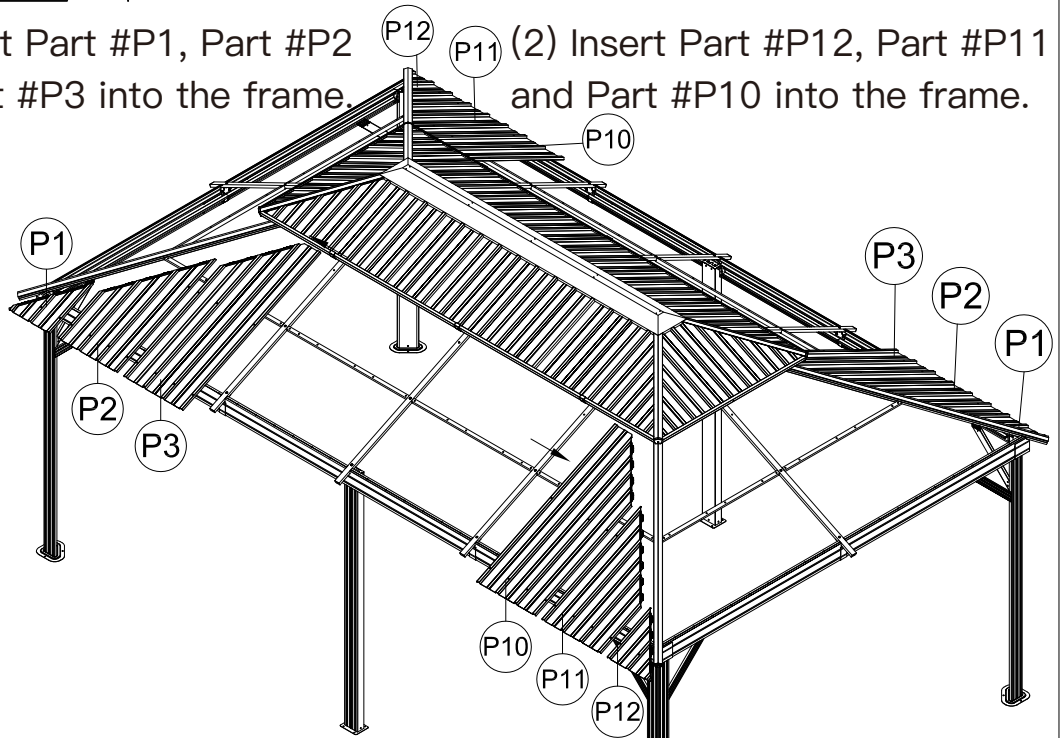 Part #P1, Part #P2
#P3 into the frame.
(2) Insert Part #P12, Part #P11
and Part #P10 into the frame.
P12
P11
P10
P1
P2
P3
P3
P2
P1
P10
P11
P12